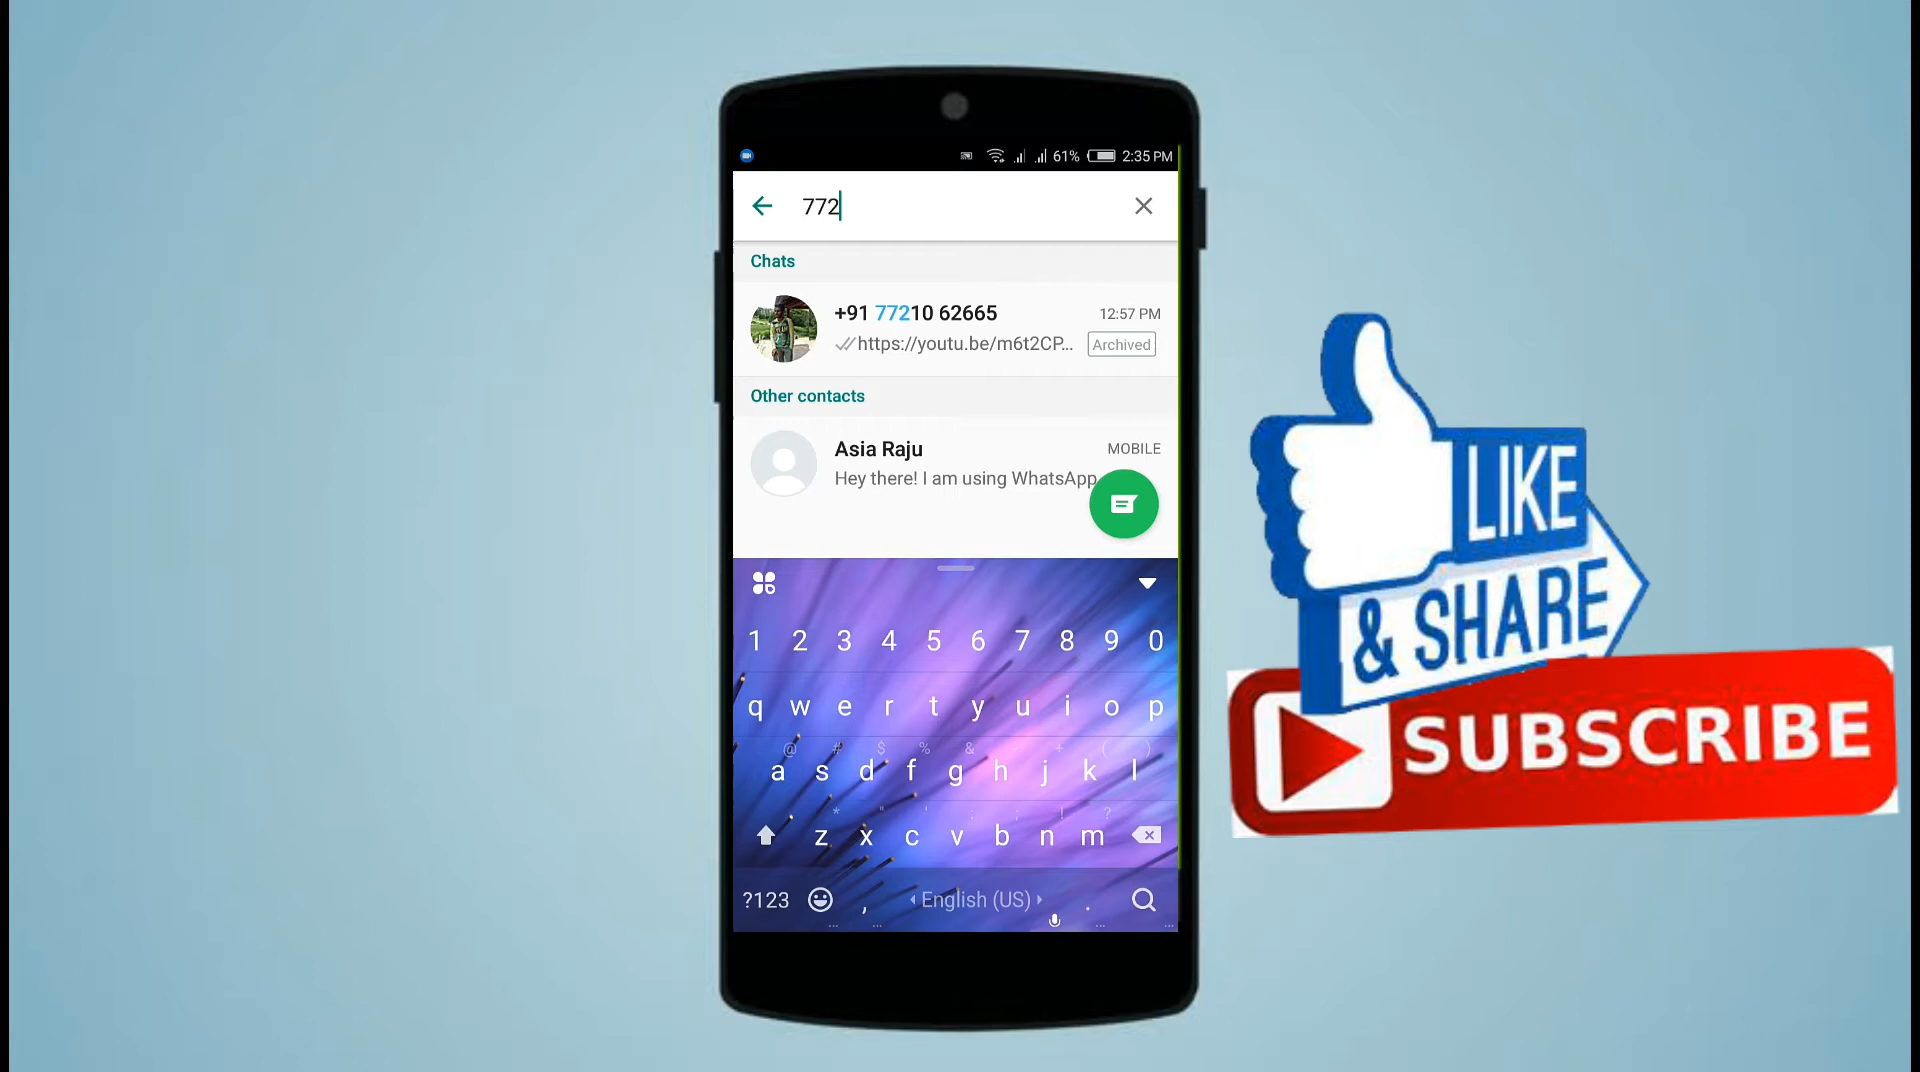 61% 2:35 PM
772
Chats
+91 77210 62665 12:57 PM
https://youtu.be/m6t2CP... Archived
Other contacts
Asia Raju MOBILE
Hey there! I am using WhatsApp
1 2 3 4 5 6 7 8 9 0
q w e r t y u i o p
@ # $ % & - + ( )
a s d f g h j k l
* " ' : ; ! ?
z x c v b n m
?123 , English (US) .
LIKE
& SHARE
SUBSCRIBE